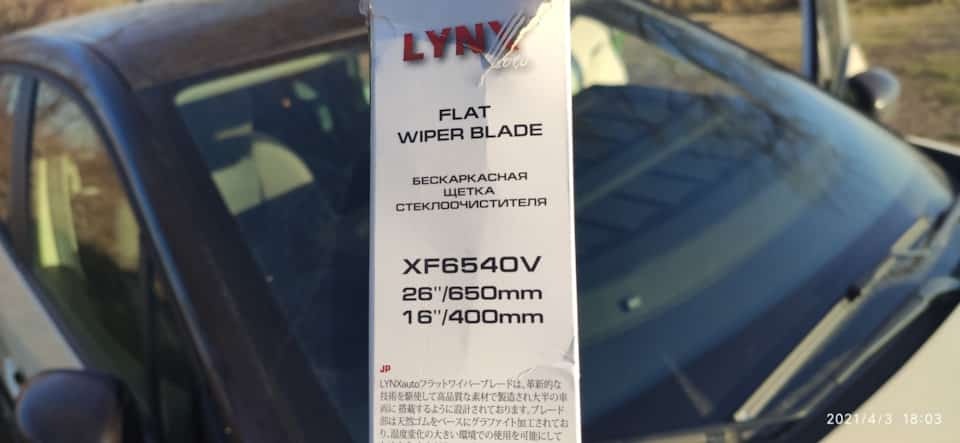 LYNX
auto
FLAT
WIPER BLADE
БЕСКАРКАСНАЯ
ЩЕТКА
СТЕКЛООЧИСТИТЕЛЯ
XF6540V
26"/650mm
16"/400mm
JP
LYNXautoフラットワイパーブレードは、革新的な
技術を駆使して高品質な素材で製造され大半の車
両に搭載するように設計されております。ブレード
部は天然ゴムをベースにグラファイト加工されてお
り、温度変化の大きい環境での使用を可能にして
2021/4/3 18:03